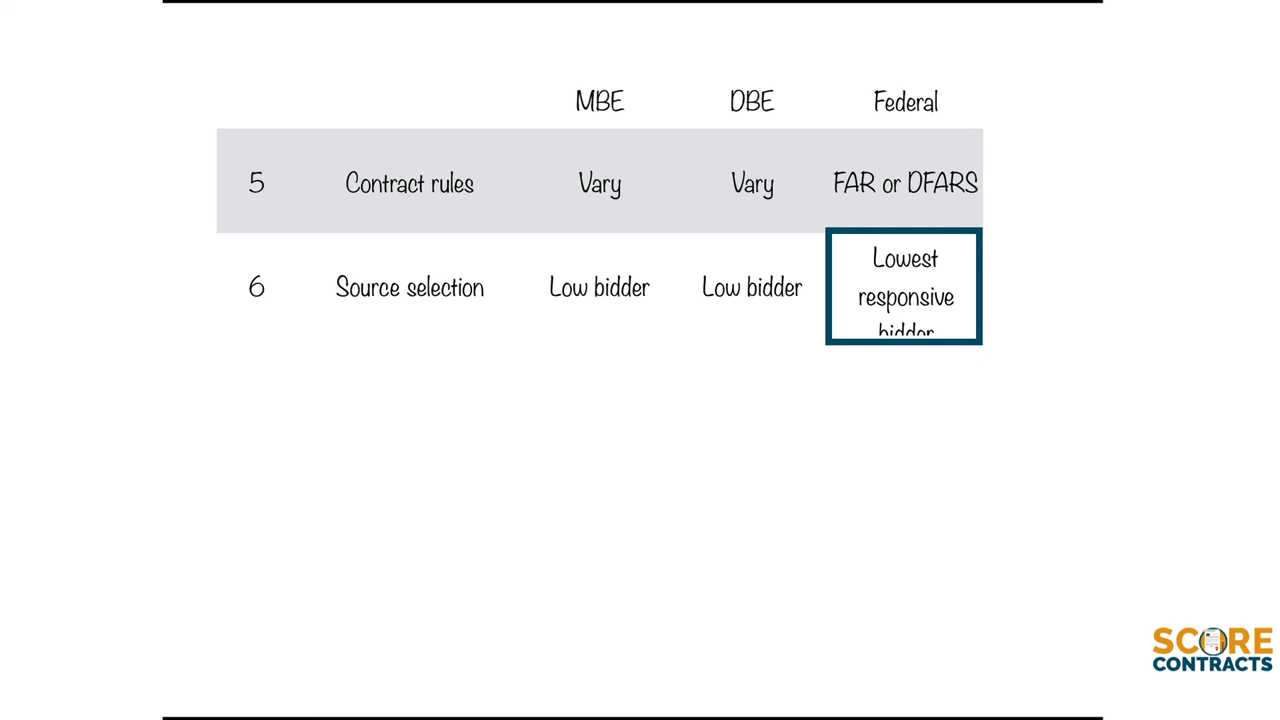 MBE DBE Federal
5 Contract rules Vary Vary FAR or DFARS
6 Source selection Low bidder Low bidder Lowest
responsive
bidder
SCORE
CONTRACTS